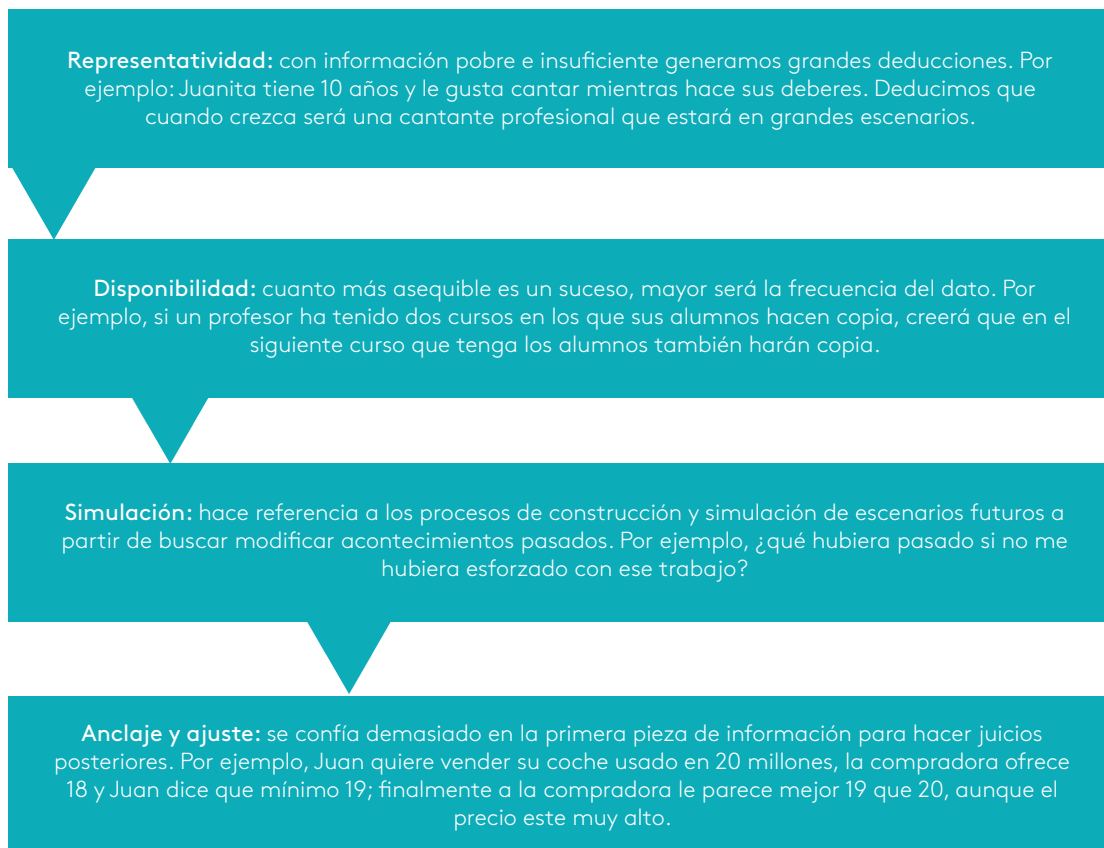 Representatividad: con información pobre e insuficiente generamos grandes deducciones. Por
ejemplo: Juanita tiene 10 años y le gusta cantar mientras hace sus deberes. Deducimos que
cuando crezca será una cantante profesional que estará en grandes escenarios.
Disponibilidad: cuanto más asequible es un suceso, mayor será la frecuencia del dato. Por
ejemplo, si un profesor ha tenido dos cursos en los que sus alumnos hacen copia, creerá que en el
siguiente curso que tenga los alumnos también harán copia.
Simulación: hace referencia a los procesos de construcción y simulación de escenarios futuros a
partir de buscar modificar acontecimientos pasados. Por ejemplo, ¿qué hubiera pasado si no me
hubiera esforzado con ese trabajo?
Anclaje y ajuste: se confía demasiado en la primera pieza de información para hacer juicios
posteriores. Por ejemplo, Juan quiere vender su coche usado en 20 millones, la compradora ofrece
18 y Juan dice que mínimo 19; finalmente a la compradora le parece mejor 19 que 20, aunque el
precio este muy alto.